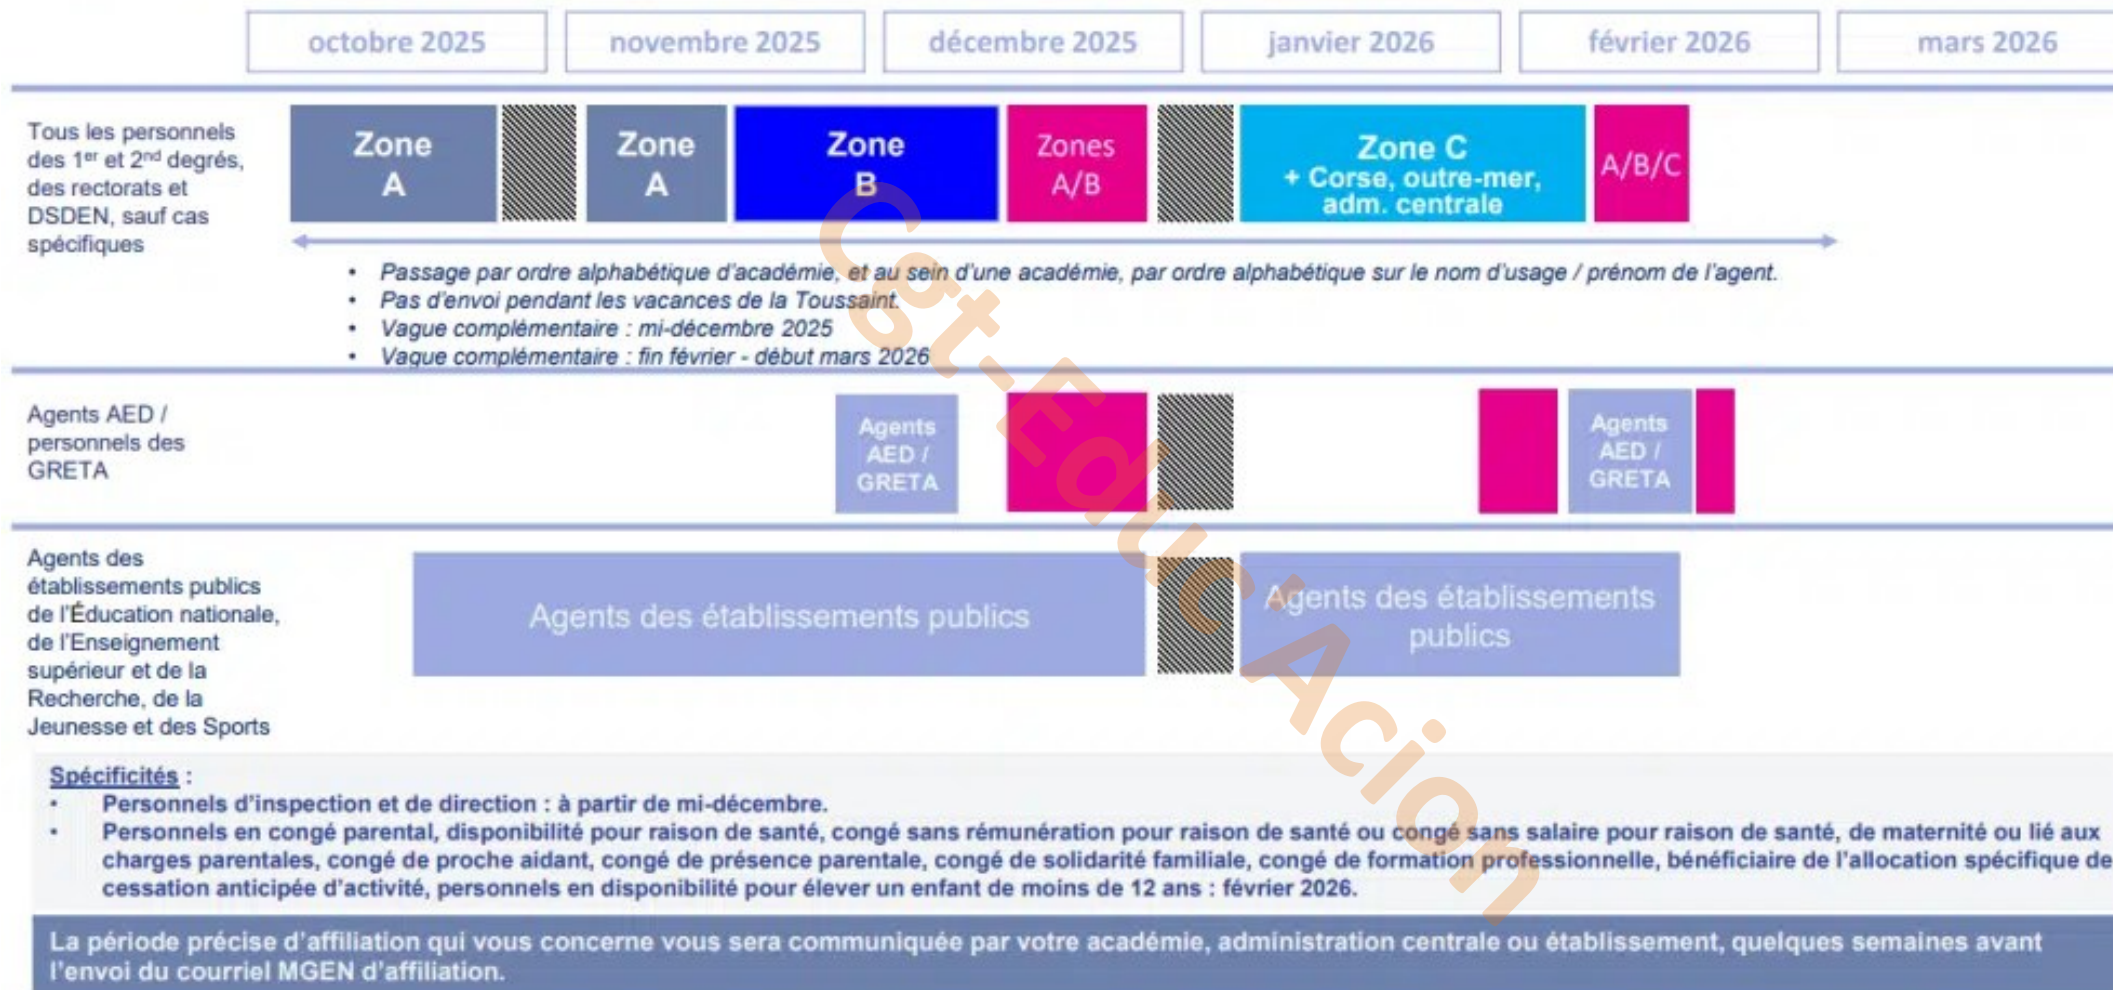 octobre 2025
novembre 2025
décembre 2025
janvier 2026
février 2026
mars 2026
Tous les personnels
des 1er et 2nd degrés,
des rectorats et
DSDEN, sauf cas
spécifiques
Zone
A
Zone
A
Zone
B
Zones
A/B
Zone C
+ Corse, outre-mer,
adm. centrale
A/B/C
• Passage par ordre alphabétique d'académie, et au sein d'une académie, par ordre alphabétique sur le nom d'usage / prénom de l'agent.
• Pas d'envoi pendant les vacances de la Toussaint.
• Vague complémentaire : mi-décembre 2025
• Vague complémentaire : fin février - début mars 2026
Agents AED /
personnels des
GRETA
Agents
AED /
GRETA
Agents
AED /
GRETA
Agents des
établissements publics
de l'Éducation nationale,
de l'Enseignement
supérieur et de la
Recherche, de la
Jeunesse et des Sports
Agents des établissements publics
Agents des établissements
publics
Spécificités :
• Personnels d'inspection et de direction : à partir de mi-décembre.
• Personnels en congé parental, disponibilité pour raison de santé, congé sans rémunération pour raison de santé ou congé sans salaire pour raison de santé, de maternité ou lié aux
charges parentales, congé de proche aidant, congé de présence parentale, congé de solidarité familiale, congé de formation professionnelle, bénéficiaire de l'allocation spécifique de
cessation anticipée d'activité, personnels en disponibilité pour élever un enfant de moins de 12 ans : février 2026.
La période précise d'affiliation qui vous concerne vous sera communiquée par votre académie, administration centrale ou établissement, quelques semaines avant
l'envoi du courriel MGEN d'affiliation.
Cgt-Educ'Acion